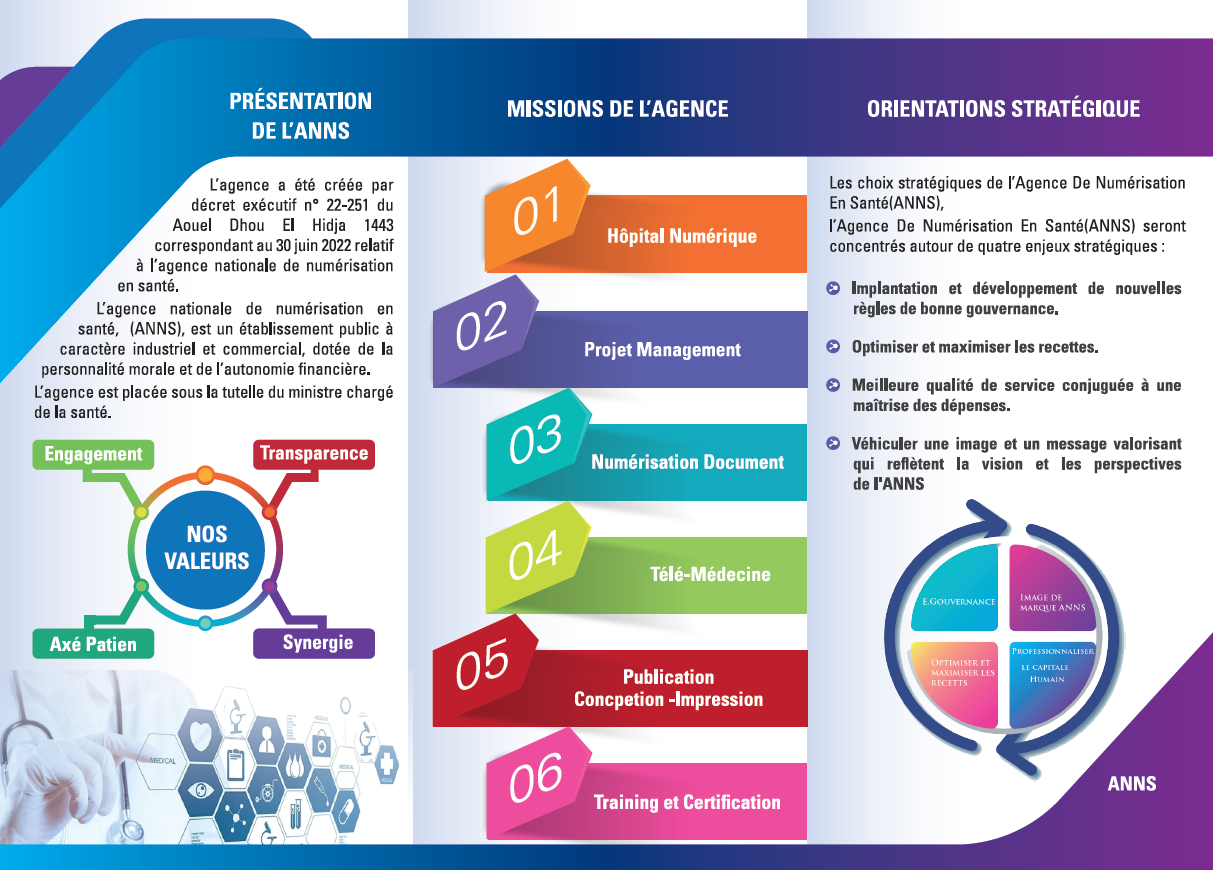 PRÉSENTATION
DE L'ANNS
L'agence a été créée par
décret exécutif n° 22-251 du
Aouel Dhou El Hidja 1443
correspondant au 30 juin 2022 relatif
à l'agence nationale de numérisation
en santé.
L'agence nationale de numérisation en
santé, (ANNS), est un établissement public à
caractère industriel et commercial, dotée de la
personnalité morale et de l'autonomie financière.
L'agence est placée sous la tutelle du ministre chargé
de la santé.
Engagement
Transparence
NOS
VALEURS
Axé Patien
Synergie
MEDICAL
MEDICAL
MEDICAL
MISSIONS DE L'AGENCE
01
Hôpital Numérique
02
Projet Management
03
Numérisation Document
04
Télé-Médecine
05
Publication
Concpetion -Impression
06
Training et Certification
ORIENTATIONS STRATÉGIQUE
Les choix stratégiques de l'Agence De Numérisation
En Santé(ANNS),
l'Agence De Numérisation En Santé(ANNS) seront
concentrés autour de quatre enjeux stratégiques :
Implantation et développement de nouvelles
règles de bonne gouvernance.
Optimiser et maximiser les recettes.
Meilleure qualité de service conjuguée à une
maîtrise des dépenses.
Véhiculer une image et un message valorisant
qui reflètent la vision et les perspectives
de l'ANNS
E.GOUVERNANCE
IMAGE DE
MARQUE ANNS
OPTIMISER ET
MAXIMISER LES
RECETTS
PROFESSIONNALISER
LE CAPITALE
HUMAIN
ANNS